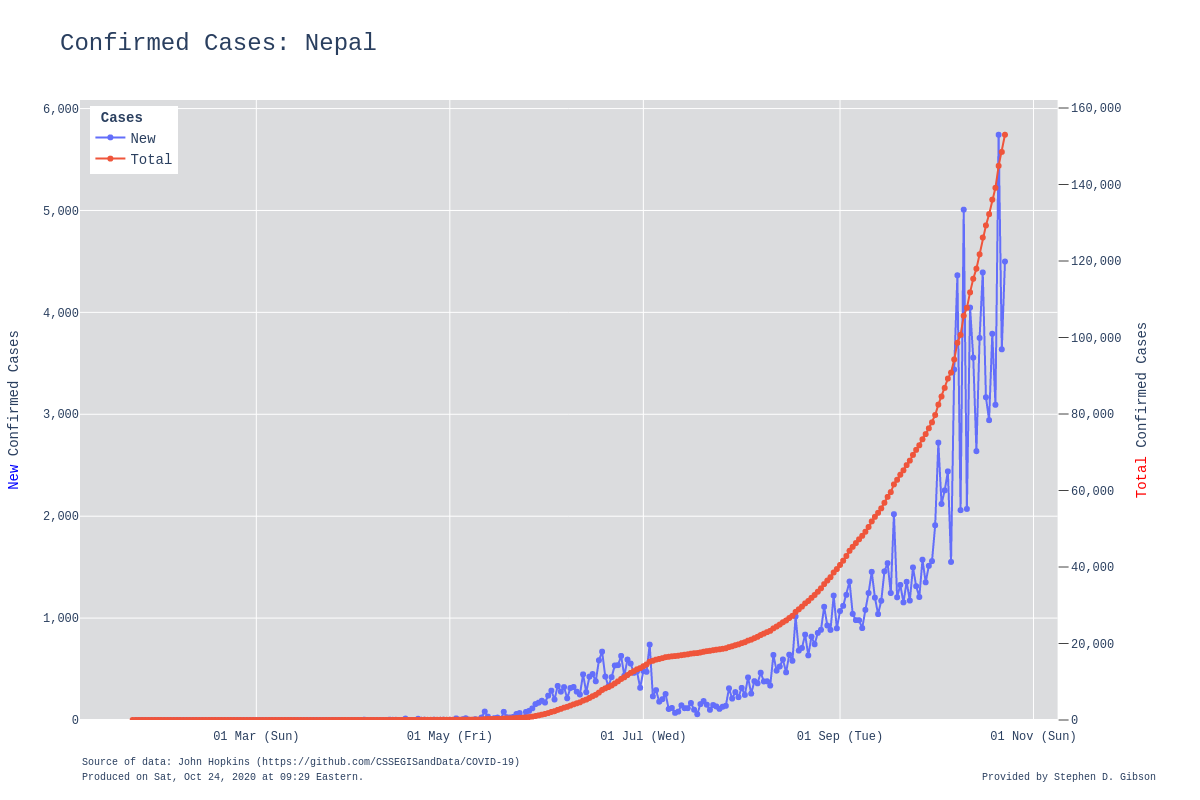 Confirmed Cases: Nepal
Cases
New
Total
6,000
5,000
4,000
3,000
2,000
1,000
0
160,000
140,000
120,000
100,000
80,000
60,000
40,000
20,000
0
New Confirmed Cases
Total Confirmed Cases
01 Mar (Sun)
01 May (Fri)
01 Jul (Wed)
01 Sep (Tue)
01 Nov (Sun)
Source of data: John Hopkins (https://github.com/CSSEGISandData/COVID-19)
Produced on Sat, Oct 24, 2020 at 09:29 Eastern.
Provided by Stephen D. Gibson